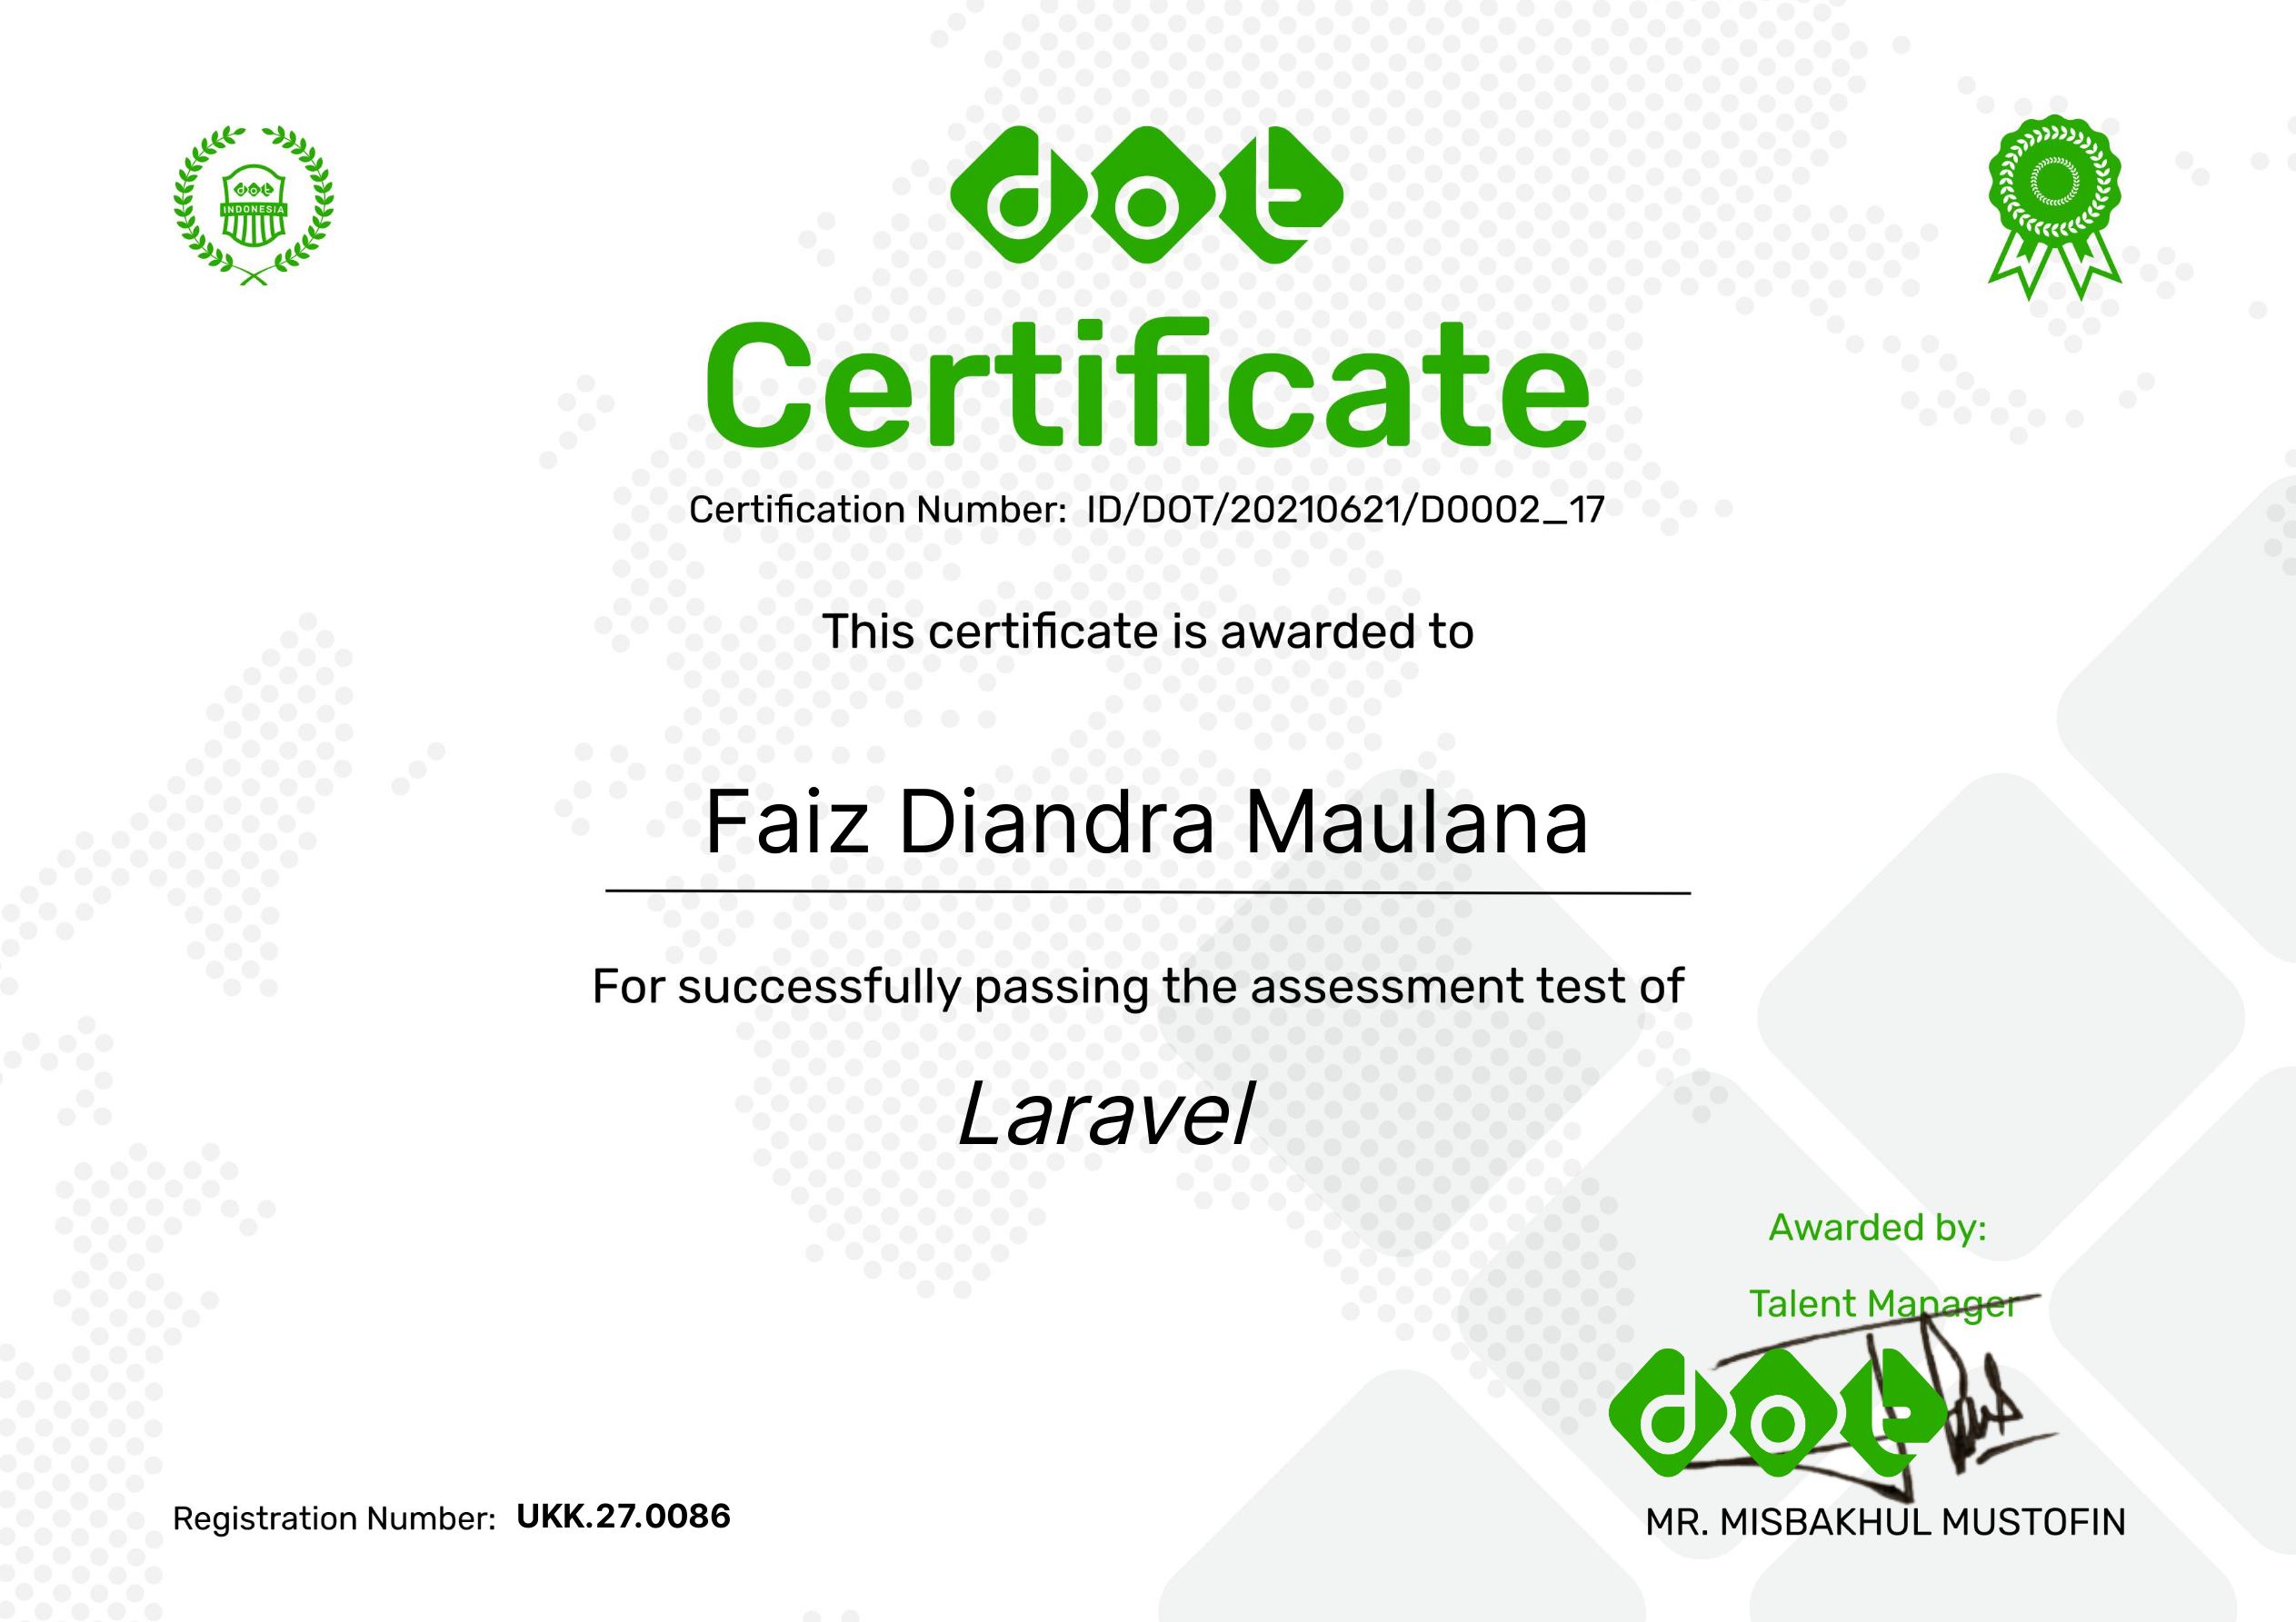 dot
INDONESIA
dot
Certificate
Certification Number: ID/DOT/20210621/D0002_17
This certificate is awarded to
Faiz Diandra Maulana
For successfully passing the assessment test of
Laravel
Awarded by:
Talent Manager
dot
MR. MISBAKHUL MUSTOFIN
Registration Number: UKK.27.0086